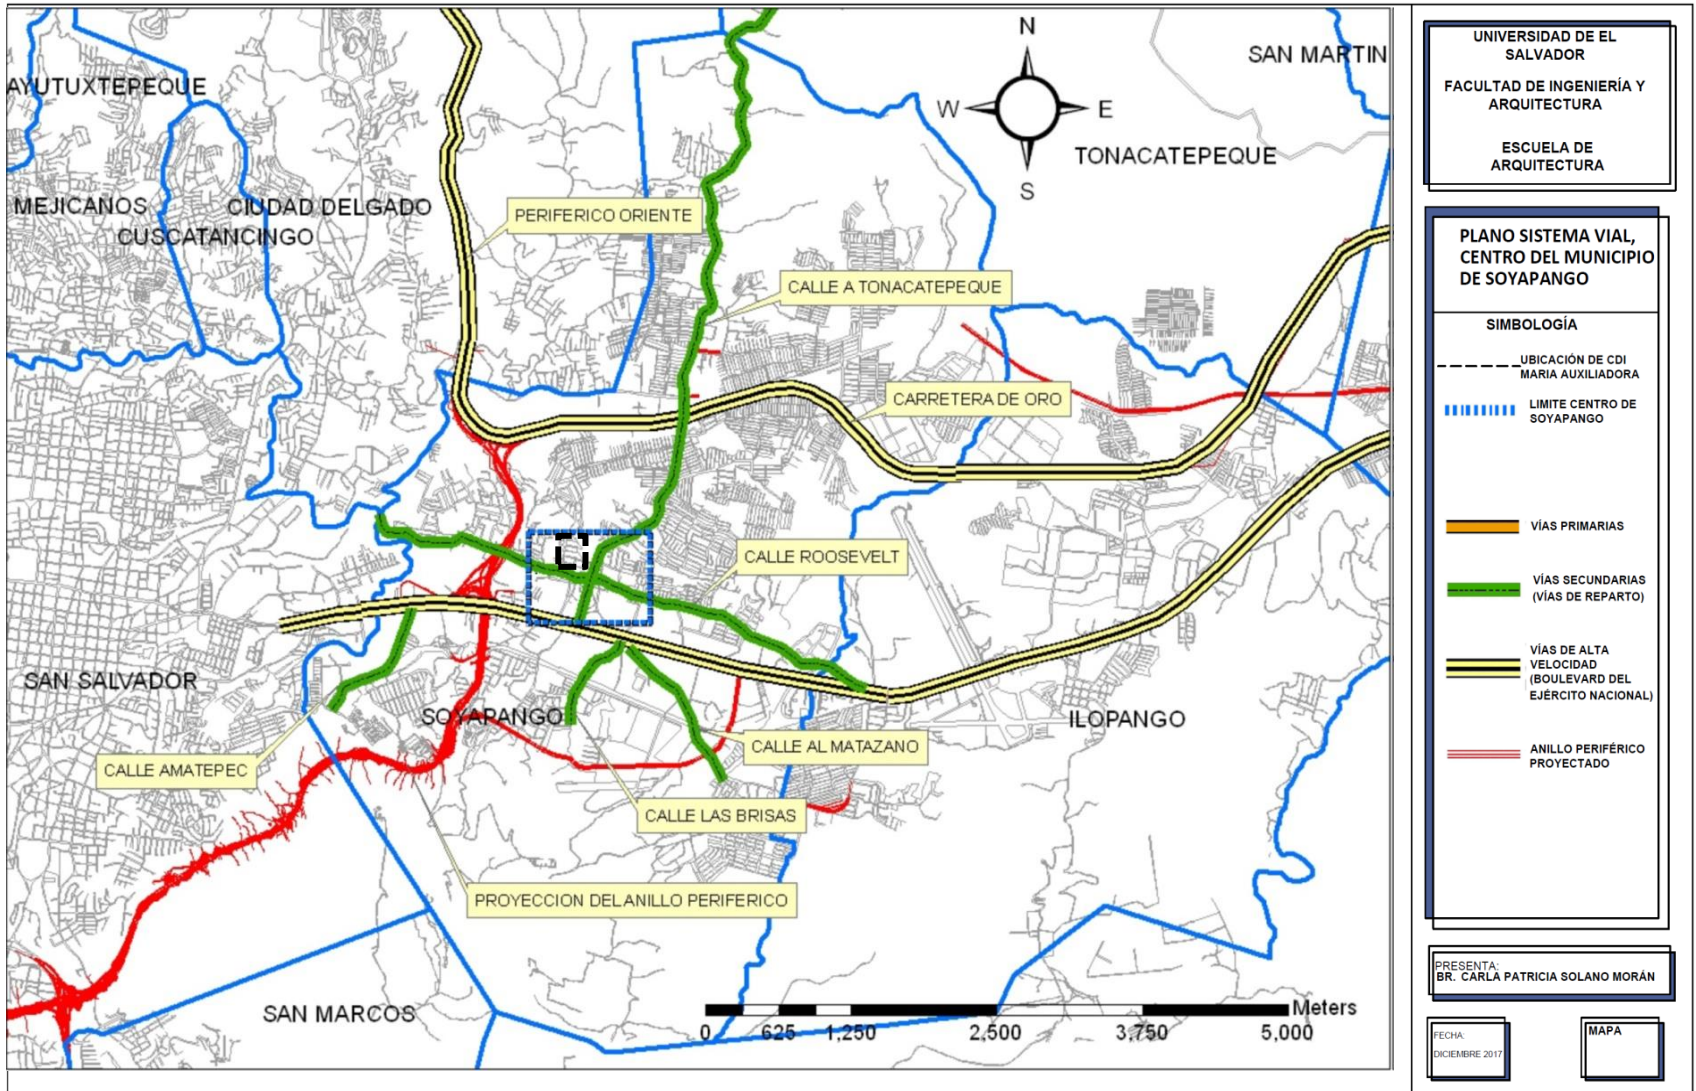 AYUTUXTEPEQUE
SAN MARTIN
N
W
E
S
TONACATEPEQUE
MEJICANOS
CIUDAD DELGADO
CUSCATANCINGO
PERIFERICO ORIENTE
CALLE A TONACATEPEQUE
CARRETERA DE ORO
CALLE ROOSEVELT
SAN SALVADOR
SOYAPANGO
ILOPANGO
CALLE AL MATAZANO
CALLE AMATEPEC
CALLE LAS BRISAS
PROYECCION DEL ANILLO PERIFERICO
SAN MARCOS
Meters
0 625 1,250 2,500 3,750 5,000
UNIVERSIDAD DE EL
SALVADOR
FACULTAD DE INGENIERÍA Y
ARQUITECTURA
ESCUELA DE
ARQUITECTURA
PLANO SISTEMA VIAL,
CENTRO DEL MUNICIPIO
DE SOYAPANGO
SIMBOLOGÍA
UBICACIÓN DE CDI
MARIA AUXILIADORA
LIMITE CENTRO DE
SOYAPANGO
VÍAS PRIMARIAS
VÍAS SECUNDARIAS
(VÍAS DE REPARTO)
VÍAS DE ALTA
VELOCIDAD
(BOULEVARD DEL
EJÉRCITO NACIONAL)
ANILLO PERIFÉRICO
PROYECTADO
PRESENTA:
BR. CARLA PATRICIA SOLANO MORÁN
FECHA:
DICIEMBRE 2017
MAPA